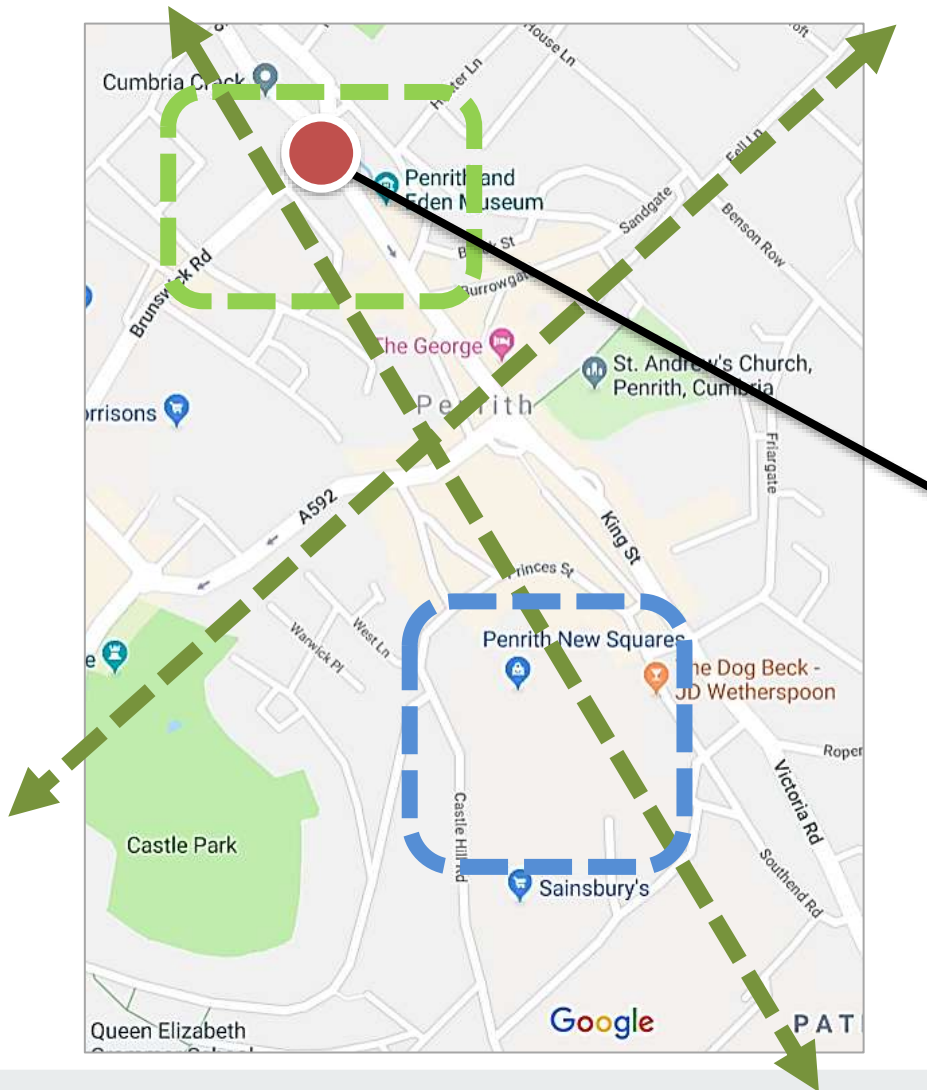 House Ln
Cumbria Crack
Hunter Ln
Fell Ln
Penrith and
Eden Museum
Sandgate
Benson Row
Brunswick Rd
Burrowgate
The George
St. Andrew's Church,
Penrith, Cumbria
Penrith
orrisons
Friargate
A592
King St
Princes St
Warwick Pl
West Ln
Penrith New Squares
The Dog Beck -
JD Wetherspoon
Roper
Victoria Rd
Castle Hill Rd
Castle Park
Southend Rd
Sainsbury's
Google
PAT
Queen Elizabeth